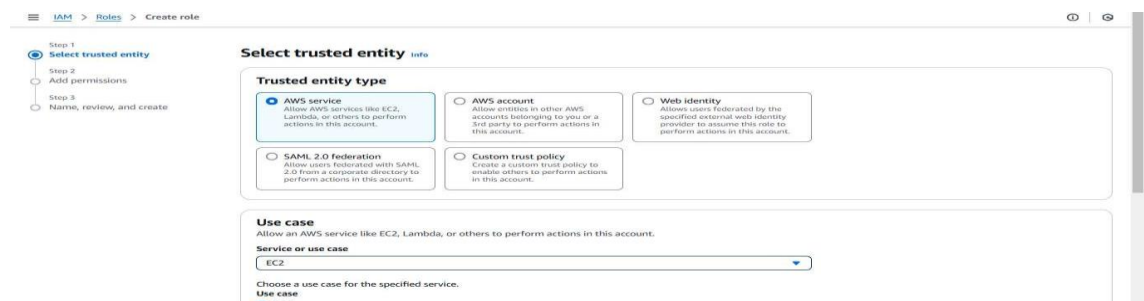 IAM > Roles > Create role
Step 1
Select trusted entity
Step 2
Add permissions
Step 3
Name, review, and create
Select trusted entity Info
Trusted entity type
AWS service
Allow AWS services like EC2,
Lambda, or others to perform
actions in this account.
AWS account
Allow entities in other AWS
accounts belonging to you or a
3rd party to perform actions in
this account.
Web identity
Allows users federated by the
specified external web identity
provider to assume this role to
perform actions in this account.
SAML 2.0 federation
Allow users federated with SAML
2.0 from a corporate directory to
perform actions in this account.
Custom trust policy
Create a custom trust policy to
enable others to perform actions
in this account.
Use case
Allow an AWS service like EC2, Lambda, or others to perform actions in this account.
Service or use case
EC2
Choose a use case for the specified service.
Use case